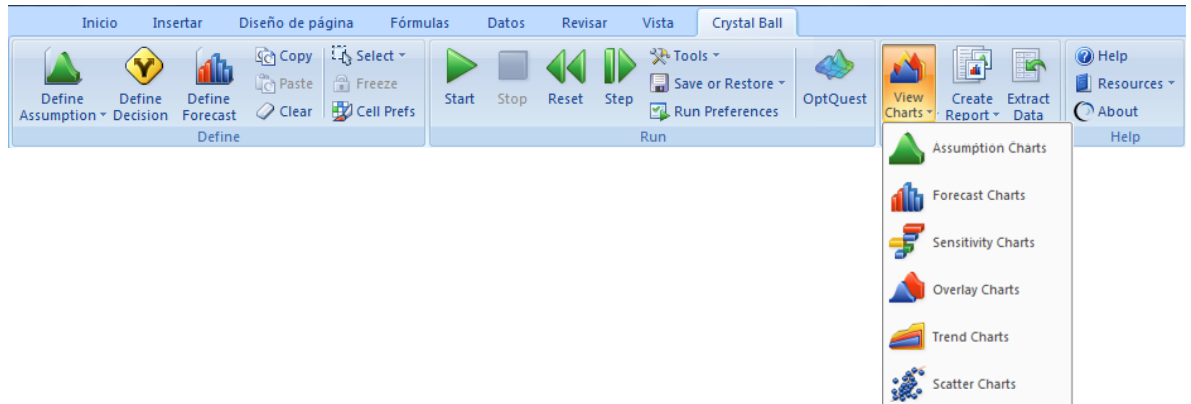 Inicio Insertar Diseño de página Fórmulas Datos Revisar Vista Crystal Ball
Define Assumption
Define Decision
Define Forecast
Copy
Paste
Clear
Select
Freeze
Cell Prefs
Define
Start
Stop
Reset
Step
Tools
Save or Restore
Run Preferences
OptQuest
Run
View Charts
Create Report
Extract Data
Help
Resources
About
Help
Assumption Charts
Forecast Charts
Sensitivity Charts
Overlay Charts
Trend Charts
Scatter Charts